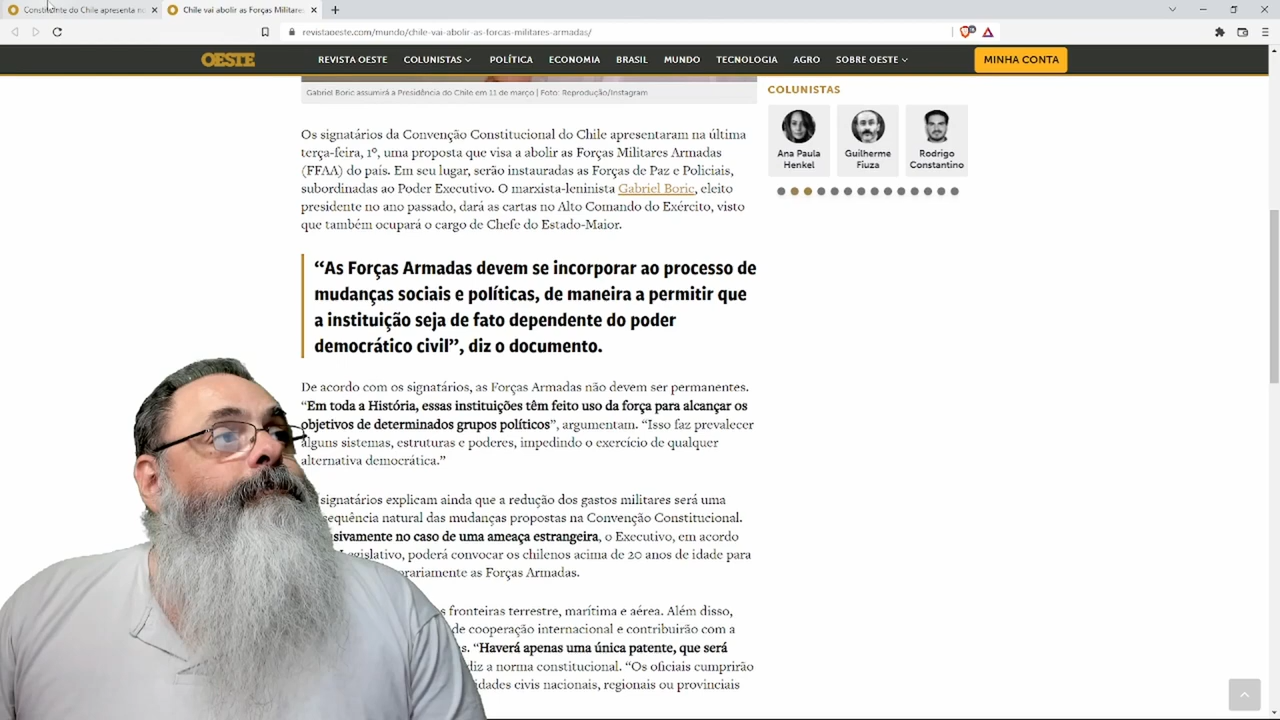 Constituinte do Chile apresenta no
Chile vai abolir as Forças Militares
revistaoeste.com/mundo/chile-vai-abolir-as-forcas-militares-armadas/
OESTE
REVISTA OESTE
COLUNISTAS
POLÍTICA
ECONOMIA
BRASIL
MUNDO
TECNOLOGIA
AGRO
SOBRE OESTE
MINHA CONTA
Gabriel Boric assumirá a Presidência do Chile em 11 de março | Foto: Reprodução/Instagram
Os signatários da Convenção Constitucional do Chile apresentaram na última
terça-feira, 1º, uma proposta que visa a abolir as Forças Militares Armadas
(FFAA) do país. Em seu lugar, serão instauradas as Forças de Paz e Policiais,
subordinadas ao Poder Executivo. O marxista-leninista Gabriel Boric, eleito
presidente no ano passado, dará as cartas no Alto Comando do Exército, visto
que também ocupará o cargo de Chefe do Estado-Maior.
“As Forças Armadas devem se incorporar ao processo de
mudanças sociais e políticas, de maneira a permitir que
a instituição seja de fato dependente do poder
democrático civil”, diz o documento.
De acordo com os signatários, as Forças Armadas não devem ser permanentes.
“Em toda a História, essas instituições têm feito uso da força para alcançar os
objetivos de determinados grupos políticos”, argumentam. “Isso faz prevalecer
alguns sistemas, estruturas e poderes, impedindo o exercício de qualquer
alternativa democrática.”
signatários explicam ainda que a redução dos gastos militares será uma
natural das mudanças propostas na Convenção Constitucional.
no caso de uma ameaça estrangeira, o Executivo, em acordo
poderá convocar os chilenos acima de 20 anos de idade para
as Forças Armadas.
fronteiras terrestre, marítima e aérea. Além disso,
de cooperação internacional e contribuirão com a
“Haverá apenas uma única patente, que será
diz a norma constitucional. “Os oficiais cumprirão
civis nacionais, regionais ou provinciais
COLUNISTAS
Ana Paula
Henkel
Guilherme
Fiuza
Rodrigo
Constantino